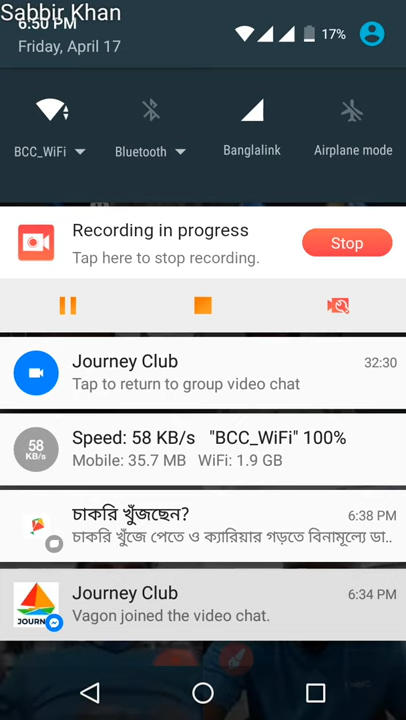 Sabbir Khan
6:50 PM
17%
Friday, April 17
BCC_WiFi
Bluetooth
Banglalink
Airplane mode
Recording in progress
Stop
Tap here to stop recording.
Journey Club
32:30
Tap to return to group video chat
58
KB/s
Speed: 58 KB/s "BCC_WiFi" 100%
Mobile: 35.7 MB WiFi: 1.9 GB
চাকরি খুঁজছেন?
6:38 PM
চাকরি খুঁজে পেতে ও ক্যারিয়ার গড়তে বিনামূল্যে ডা..
Journey Club
6:34 PM
JOURN
Vagon joined the video chat.